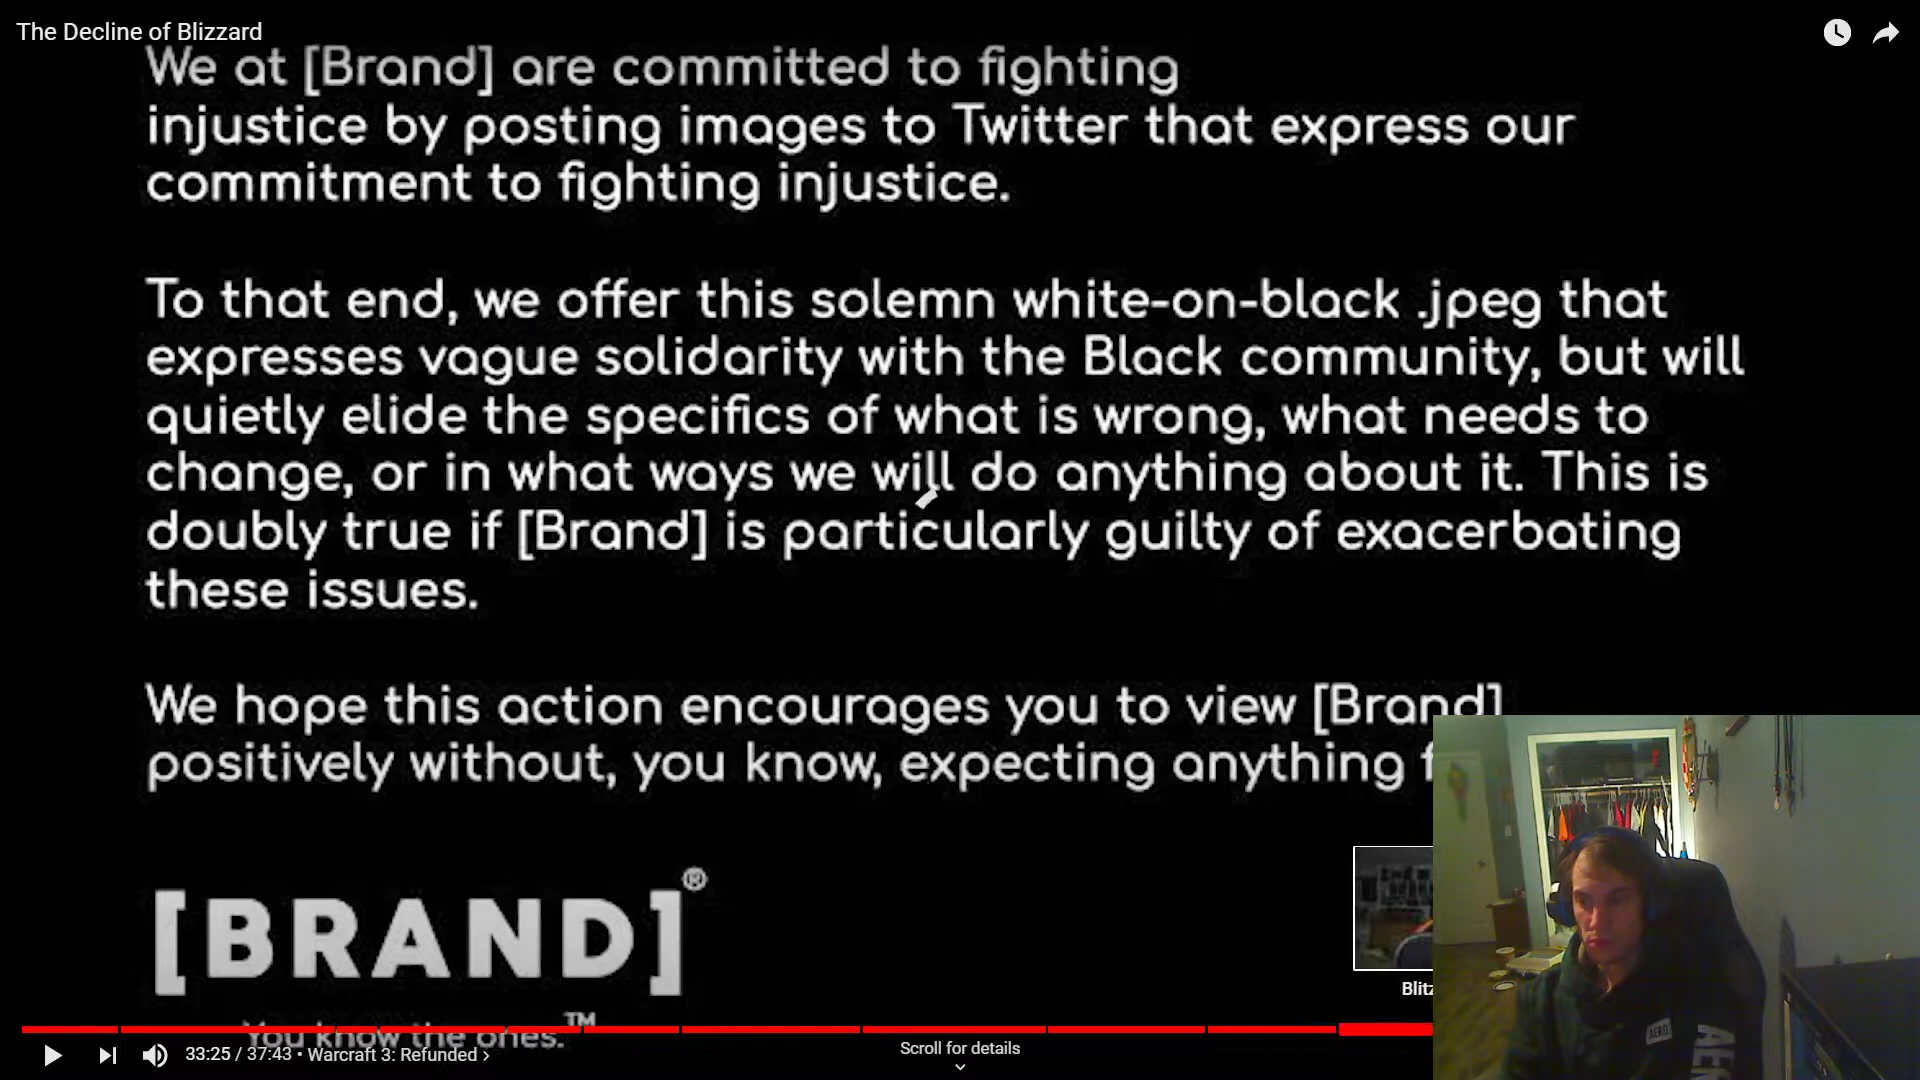 The Decline of Blizzard
We at [Brand] are committed to fighting
injustice by posting images to Twitter that express our
commitment to fighting injustice.
To that end, we offer this solemn white-on-black .jpeg that
expresses vague solidarity with the Black community, but will
quietly elide the specifics of what is wrong, what needs to
change, or in what ways we will do anything about it. This is
doubly true if [Brand] is particularly guilty of exacerbating
these issues.
We hope this action encourages you to view [Brand]
positively without, you know, expecting anything
[BRAND]®
You know the ones.™
33:25 / 37:43 • Warcraft 3: Refunded ›
Scroll for details
AERO